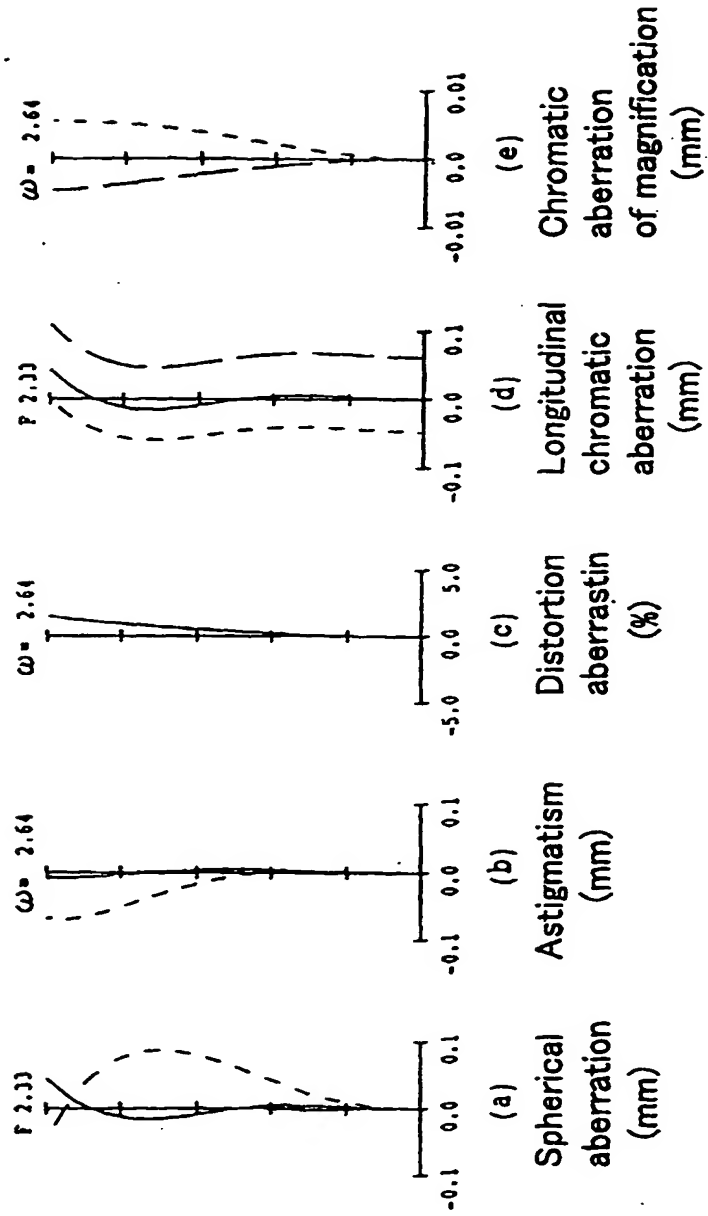 F 2.33
-0.1 0.0 0.1
(a)
Spherical
aberration
(mm)
ω= 2.64
-0.1 0.0 0.1
(b)
Astigmatism
(mm)
ω= 2.64
-5.0 0.0 5.0
(c)
Distortion
aberrastin
(%)
F 2.33
-0.1 0.0 0.1
(d)
Longitudinal
chromatic
aberration
(mm)
ω= 2.64
-0.01 0.0 0.01
(e)
Chromatic
aberration
of magnification
(mm)